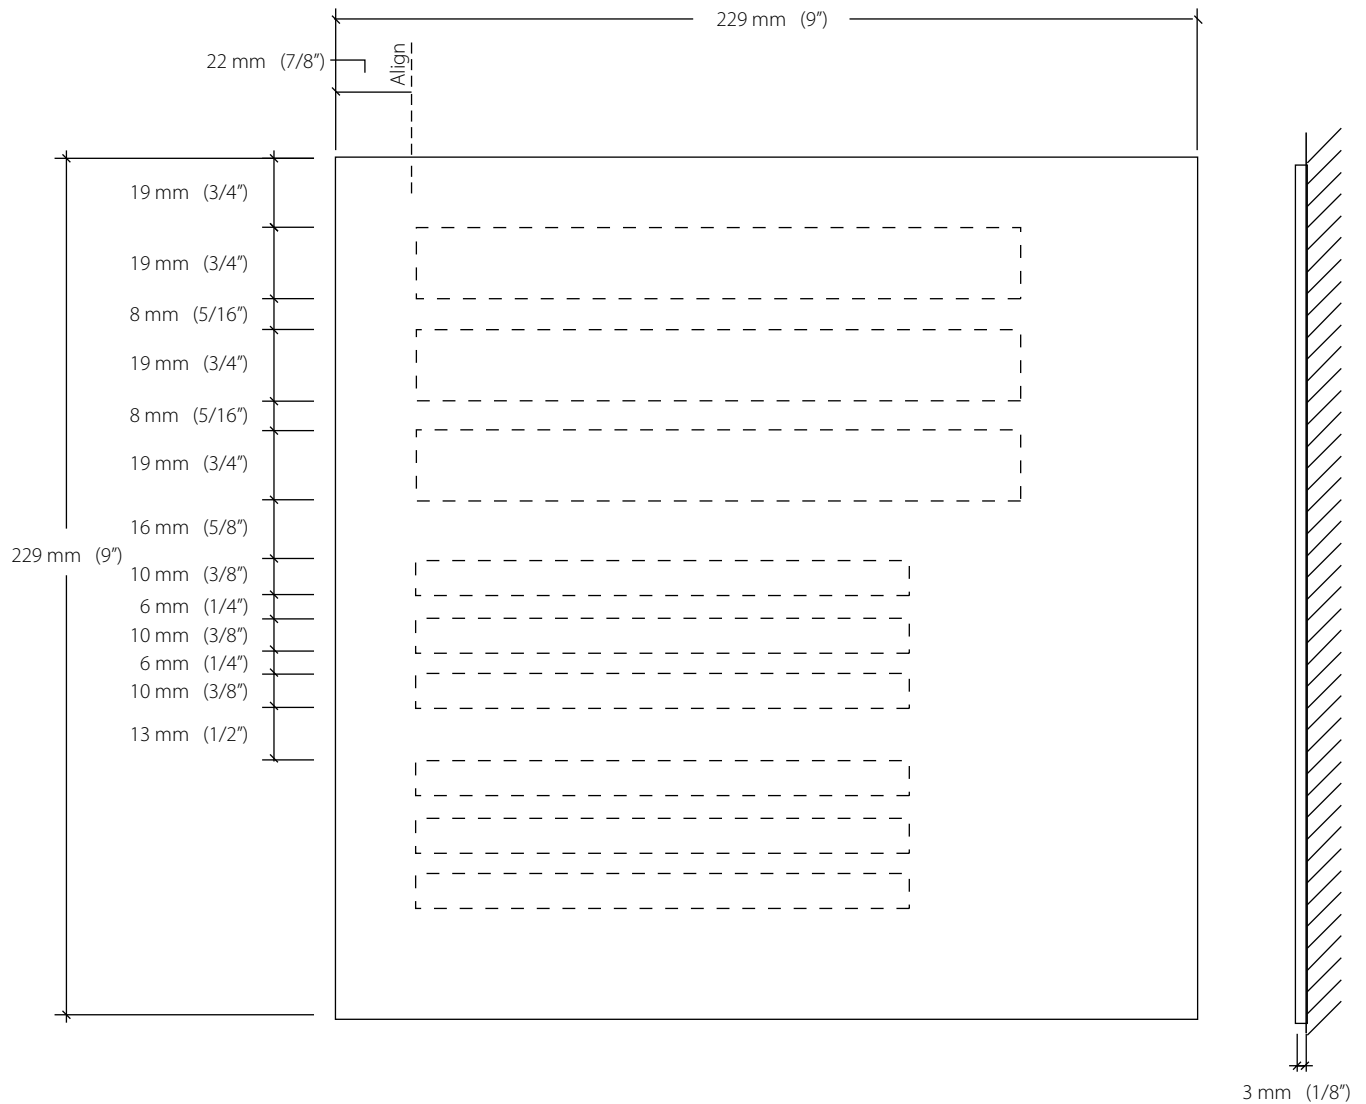 229 mm (9")
22 mm (7/8")
Align
19 mm (3/4")
19 mm (3/4")
8 mm (5/16")
19 mm (3/4")
8 mm (5/16")
19 mm (3/4")
16 mm (5/8")
229 mm (9")
10 mm (3/8")
6 mm (1/4")
10 mm (3/8")
6 mm (1/4")
10 mm (3/8")
13 mm (1/2")
3 mm (1/8")